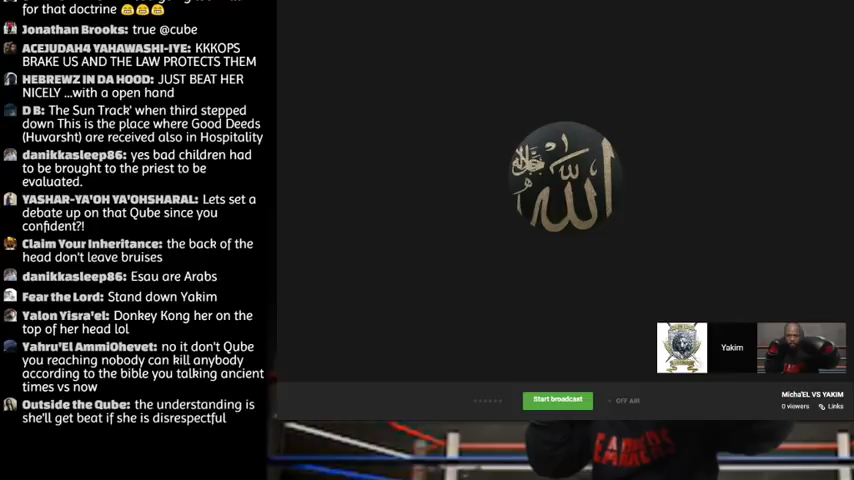 for that doctrine 😂😂😂
Jonathan Brooks: true @cube
ACEJUDAH4 YAHAWASHI-IYE: KKKOPS
BRAKE US AND THE LAW PROTECTS THEM
HEBREWZ IN DA HOOD: JUST BEAT HER
NICELY ...with a open hand
D B: The Sun Track' when third stepped
down This is the place where Good Deeds
(Huvarsht) are received also in Hospitality
danikkasleep86: yes bad children had
to be brought to the priest to be
evaluated.
YASHAR-YA'OH YA'OHSHARAL: Lets set a
debate up on that Qube since you
confident?!
Claim Your Inheritance: the back of the
head don't leave bruises
danikkasleep86: Esau are Arabs
Fear the Lord: Stand down Yakim
Yalon Yisra'el: Donkey Kong her on the
top of her head lol
Yahru'El AmmiOhevet: no it don't Qube
you reaching nobody can kill anybody
according to the bible you talking ancient
times vs now
Outside the Qube: the understanding is
she'll get beat if she is disrespectful
الله
جل جلاله
Yakim
Start broadcast
OFF AIR
Micha'EL VS YAKIM
0 viewers
Links